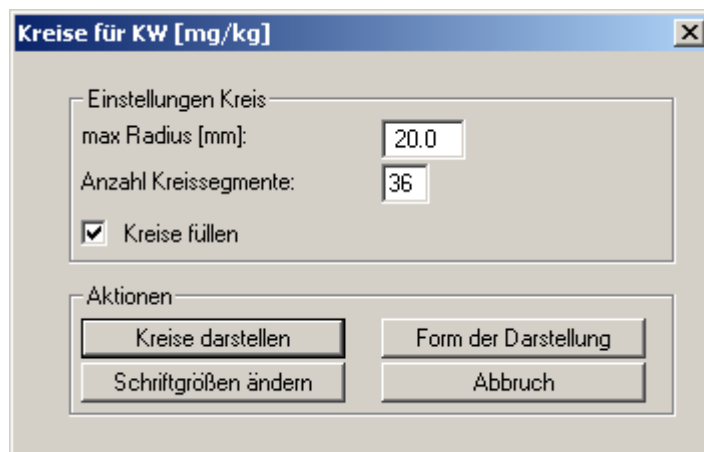 Kreise für KW [mg/kg]
Einstellungen Kreis
max Radius [mm]: 20.0
Anzahl Kreissegmente: 36
Kreise füllen
Aktionen
Kreise darstellen Form der Darstellung
Schriftgrößen ändern Abbruch